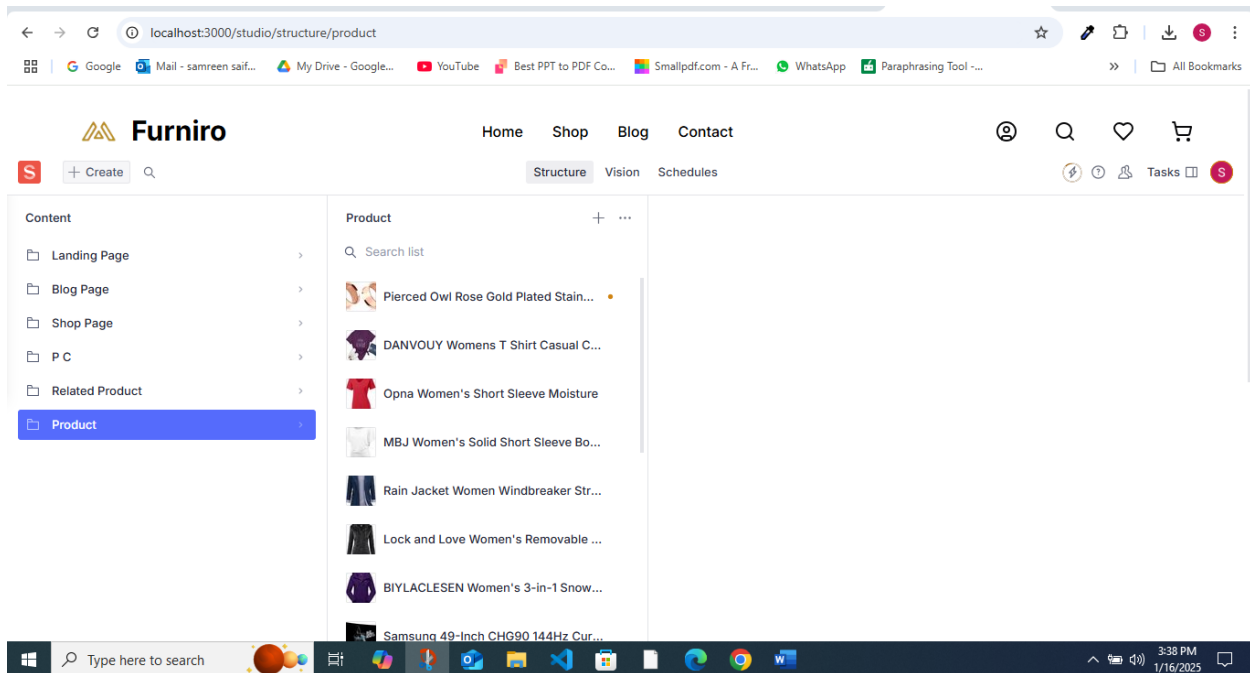 localhost:3000/studio/structure/product
S
Google
Mail - samreen saif...
My Drive - Google...
YouTube
Best PPT to PDF Co...
Smallpdf.com - A Fr...
WhatsApp
Paraphrasing Tool -...
All Bookmarks
Furniro
Home Shop Blog Contact
S
+ Create
Structure Vision Schedules
Tasks
S
Content
Landing Page
Blog Page
Shop Page
P C
Related Product
Product
Product
Search list
Pierced Owl Rose Gold Plated Stain...
DANVOUY Womens T Shirt Casual C...
Opna Women's Short Sleeve Moisture
MBJ Women's Solid Short Sleeve Bo...
Rain Jacket Women Windbreaker Str...
Lock and Love Women's Removable ...
BIYLACLESEN Women's 3-in-1 Snow...
Samsung 49-Inch CHG90 144Hz Cur...
Type here to search
3:38 PM
1/16/2025